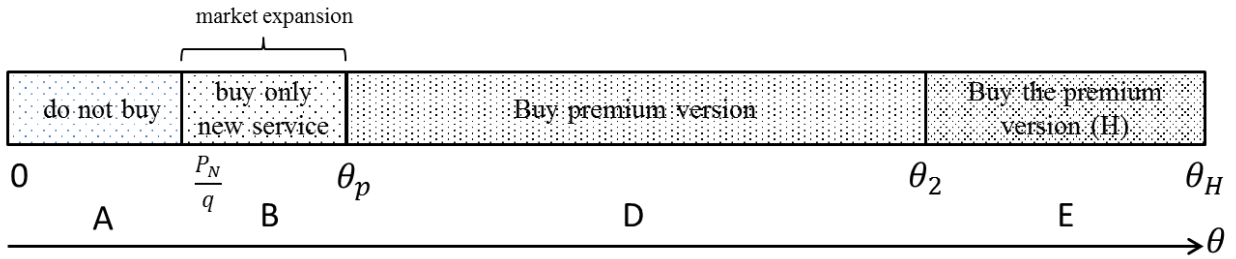 market expansion
do not buy
buy only
new service
Buy premium version
Buy the premium
version (H)
0
P_N
q
θ_p
θ_2
θ_H
A
B
D
E
θ